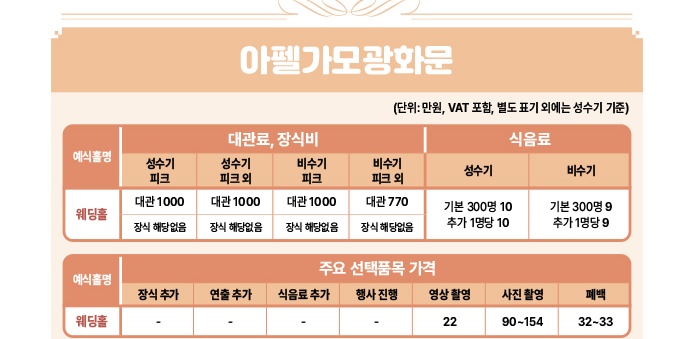 아펠가모광화문
(단위: 만원, VAT 포함, 별도 표기 외에는 성수기 기준)
예식홀명 대관료, 장식비 식음료
성수기 피크 성수기 피크 외 비수기 피크 비수기 피크 외 성수기 비수기
웨딩홀 대관 1000 대관 1000 대관 1000 대관 770 기본 300명 10 기본 300명 9
장식 해당없음 장식 해당없음 장식 해당없음 장식 해당없음 추가 1명당 10 추가 1명당 9
예식홀명 주요 선택품목 가격
장식 추가 연출 추가 식음료 추가 행사 진행 영상 촬영 사진 촬영 폐백
웨딩홀 - - - - 22 90~154 32~33